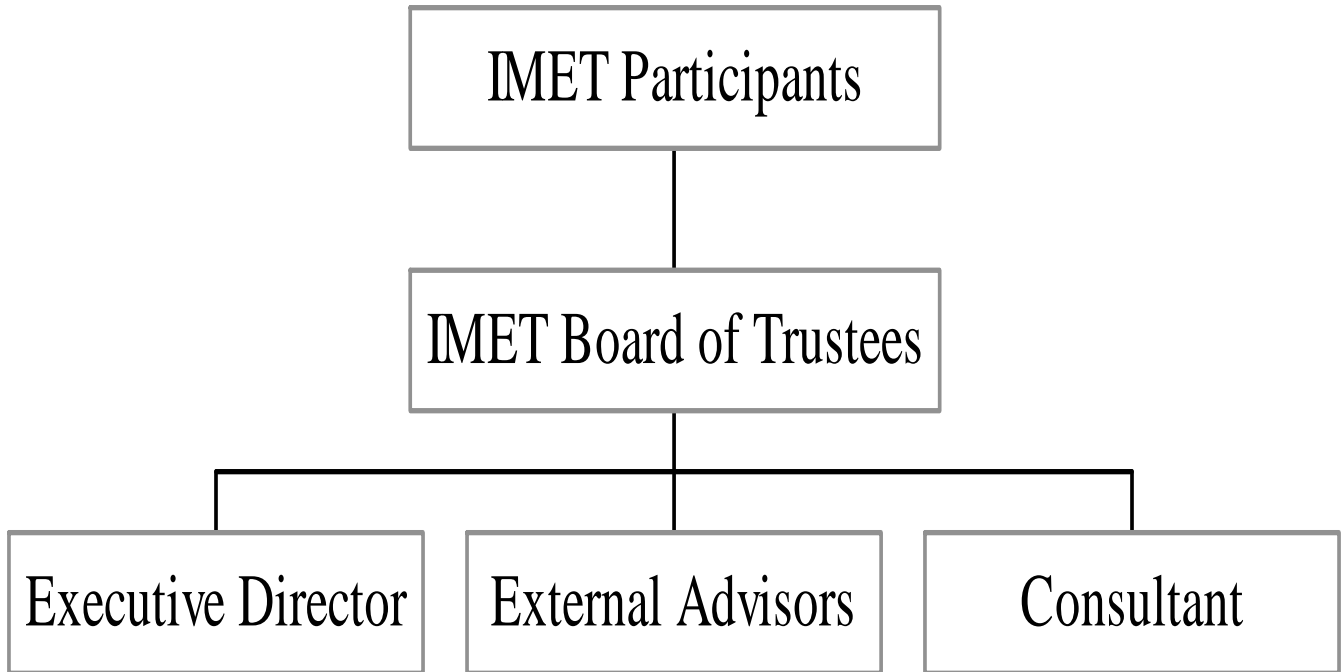 IMET Participants
IMET Board of Trustees
Executive Director
External Advisors
Consultant